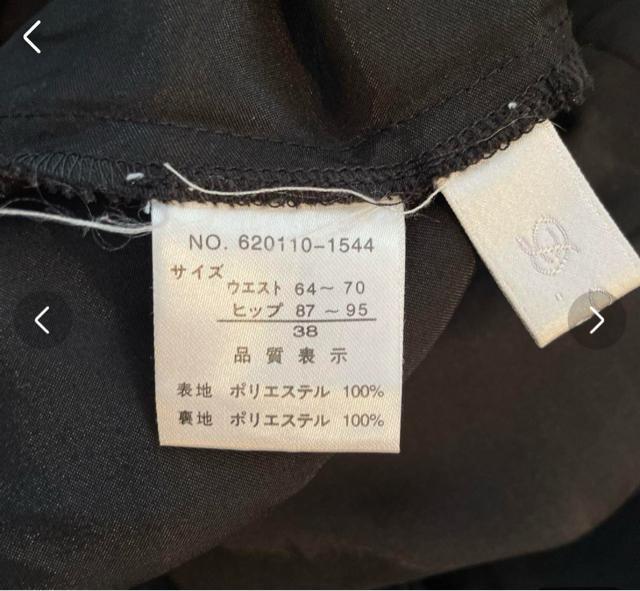 NO. 620110-1544
サイズ
ウエスト 64～ 70
ヒップ 87 ～95
38
品質表示
表地 ポリエステル 100%
裏地 ポリエステル 100%